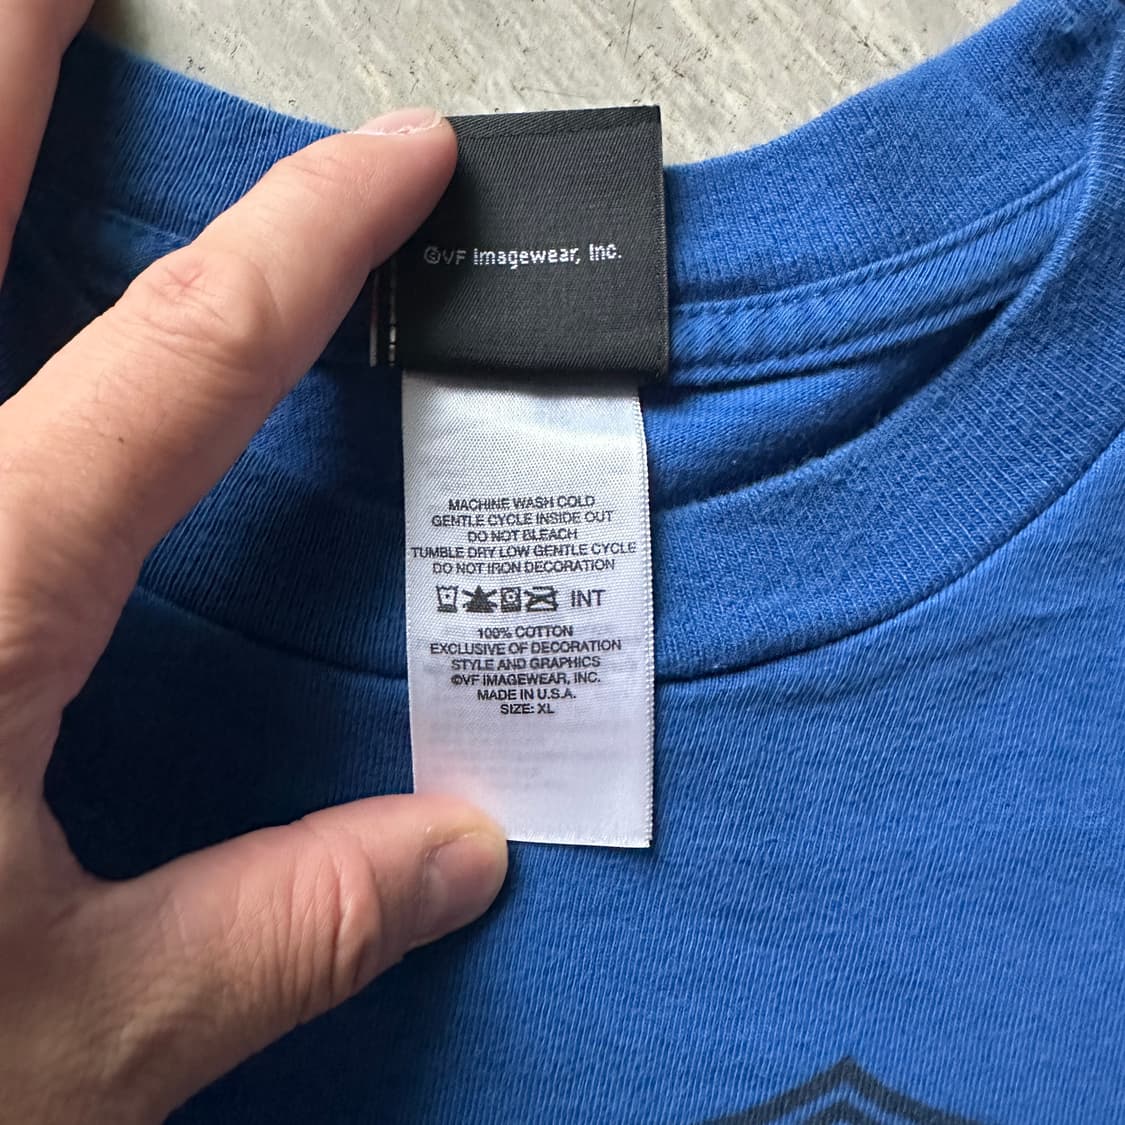 ©VF Imagewear, Inc.
MACHINE WASH COLD
GENTLE CYCLE INSIDE OUT
DO NOT BLEACH
TUMBLE DRY LOW GENTLE CYCLE
DO NOT IRON DECORATION
INT
100% COTTON
EXCLUSIVE OF DECORATION
STYLE AND GRAPHICS
©VF IMAGEWEAR, INC.
MADE IN U.S.A.
SIZE: XL